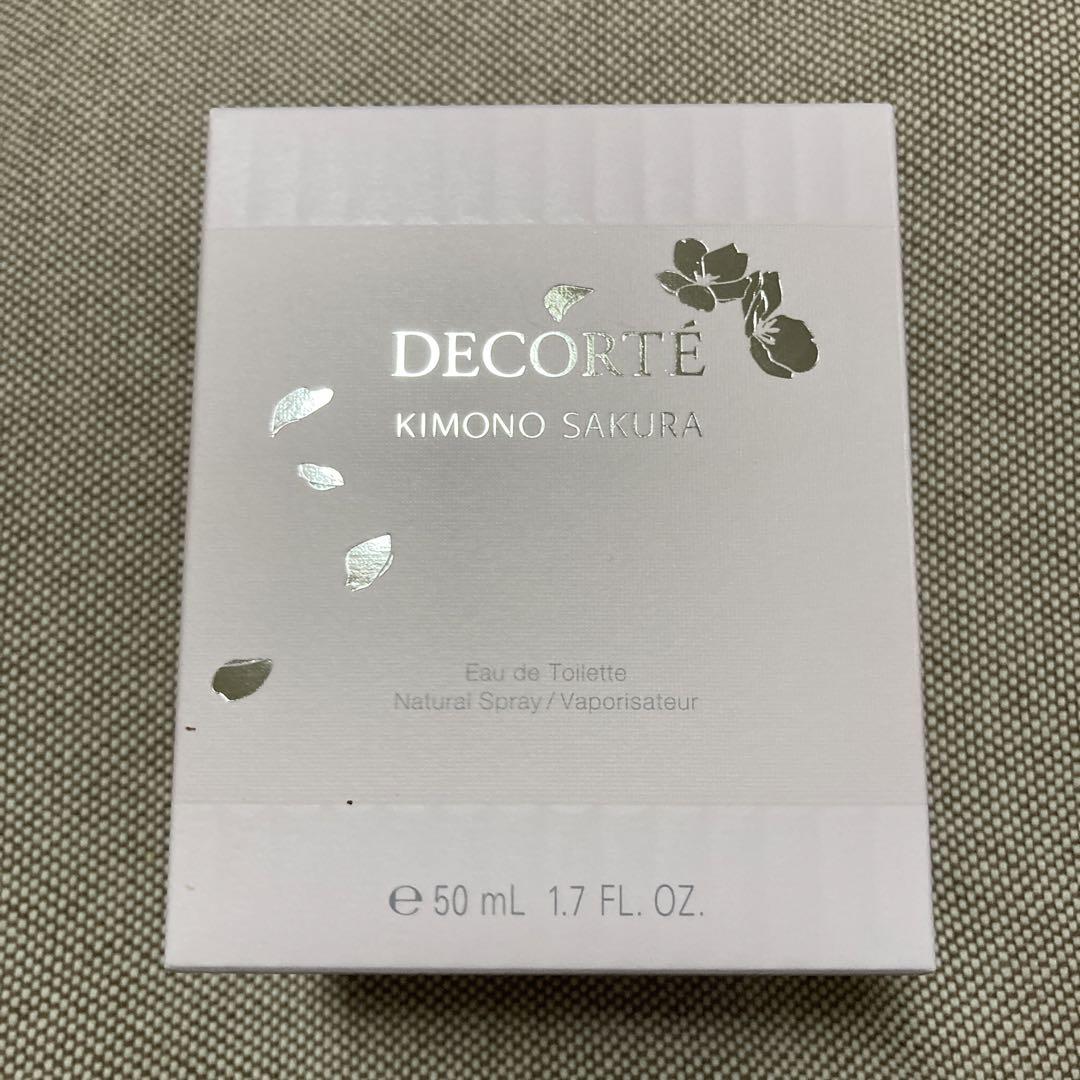 DECORTÉ
KIMONO SAKURA
Eau de Toilette
Natural Spray / Vaporisateur
℮ 50 mL 1.7 FL. OZ.